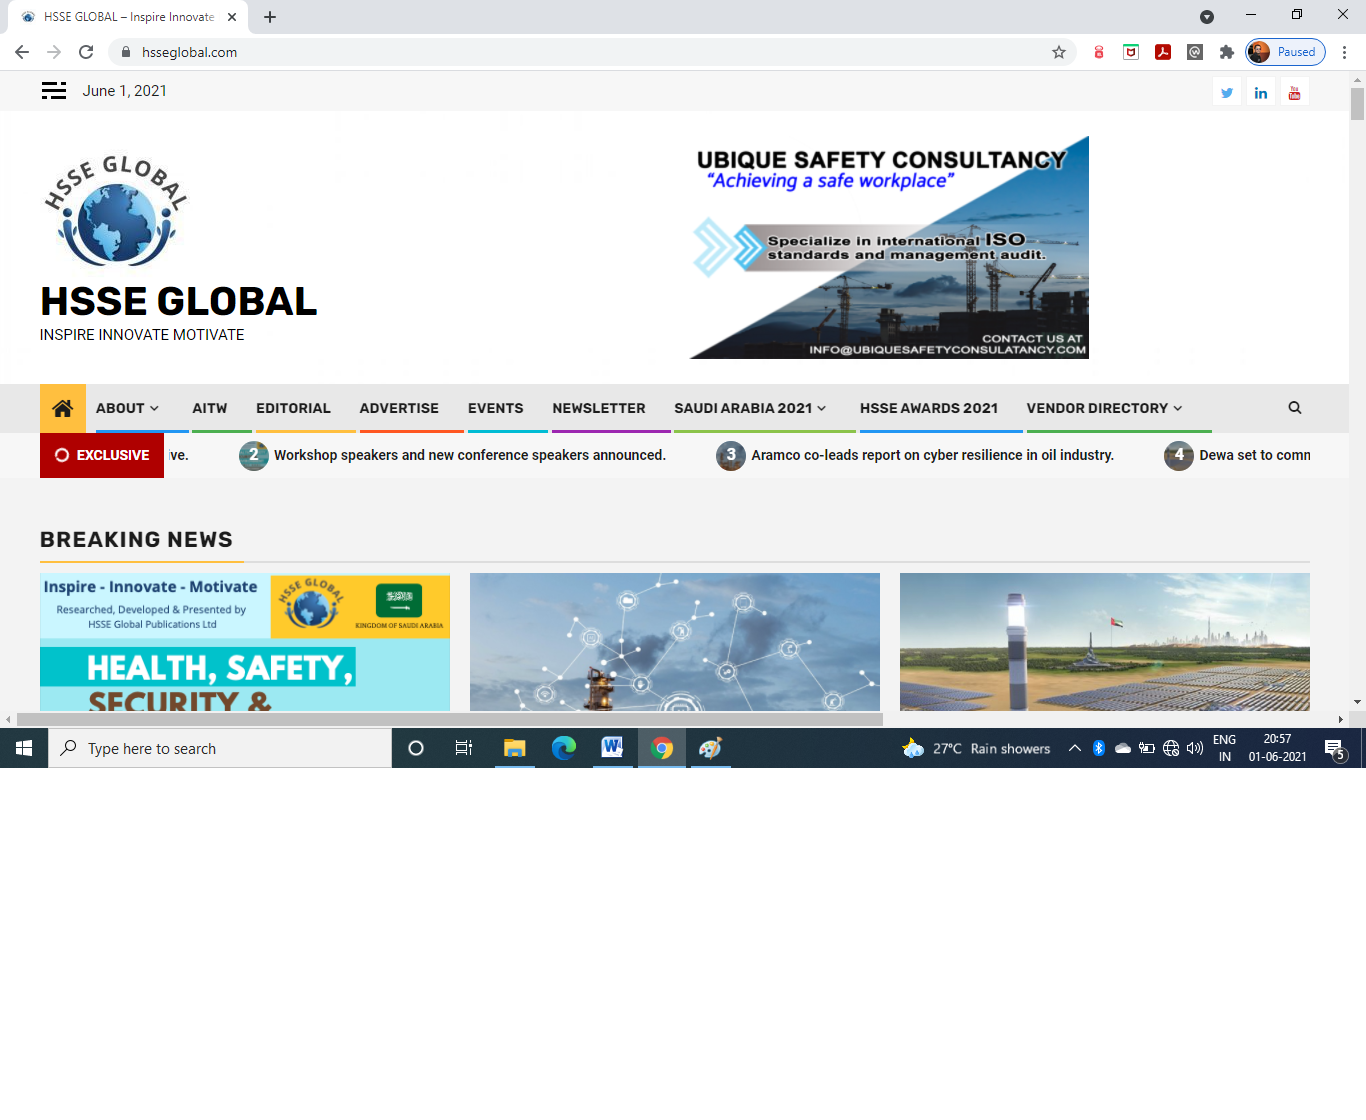 HSSE GLOBAL – Inspire Innovate
hsseglobal.com
Paused
June 1, 2021
HSSE GLOBAL
HSSE GLOBAL
INSPIRE INNOVATE MOTIVATE
UBIQUE SAFETY CONSULTANCY
“Achieving a safe workplace”
Specialize in international ISO
standards and management audit.
CONTACT US AT
INFO@UBIQUESAFETYCONSULATANCY.COM
ABOUT AITW EDITORIAL ADVERTISE EVENTS NEWSLETTER SAUDI ARABIA 2021 HSSE AWARDS 2021 VENDOR DIRECTORY
EXCLUSIVE ive. 2 Workshop speakers and new conference speakers announced. 3 Aramco co-leads report on cyber resilience in oil industry. 4 Dewa set to comm
BREAKING NEWS
Inspire - Innovate - Motivate
Researched, Developed & Presented by
HSSE Global Publications Ltd
HSSE GLOBAL
KINGDOM OF SAUDI ARABIA
HEALTH, SAFETY,
SECURITY &
Type here to search
27°C Rain showers
ENG
IN
20:57
01-06-2021
5